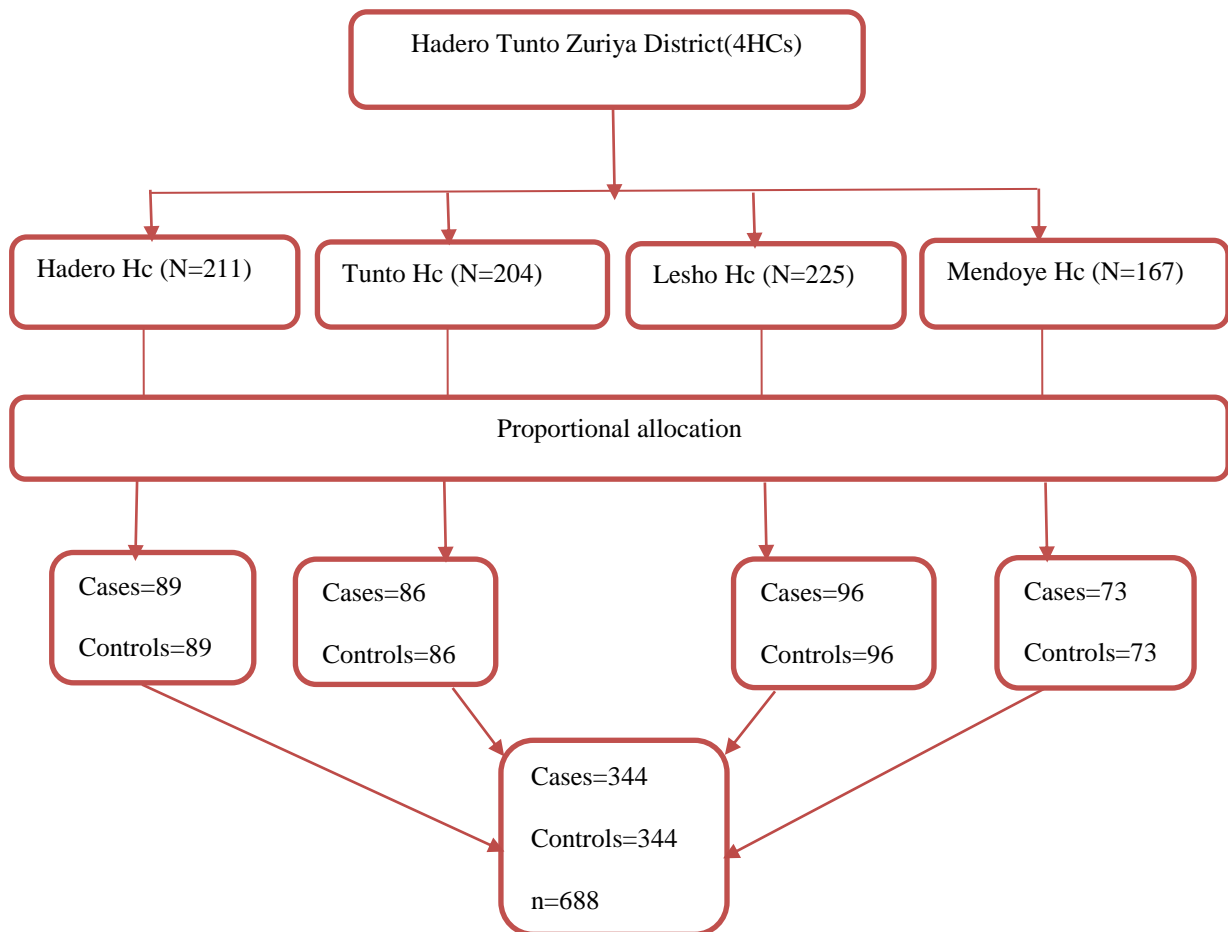 Hadero Tunto Zuriya District(4HCs)
Hadero Hc (N=211)
Tunto Hc (N=204)
Lesho Hc (N=225)
Mendoye Hc (N=167)
Proportional allocation
Cases=89
Controls=89
Cases=86
Controls=86
Cases=96
Controls=96
Cases=73
Controls=73
Cases=344
Controls=344
n=688